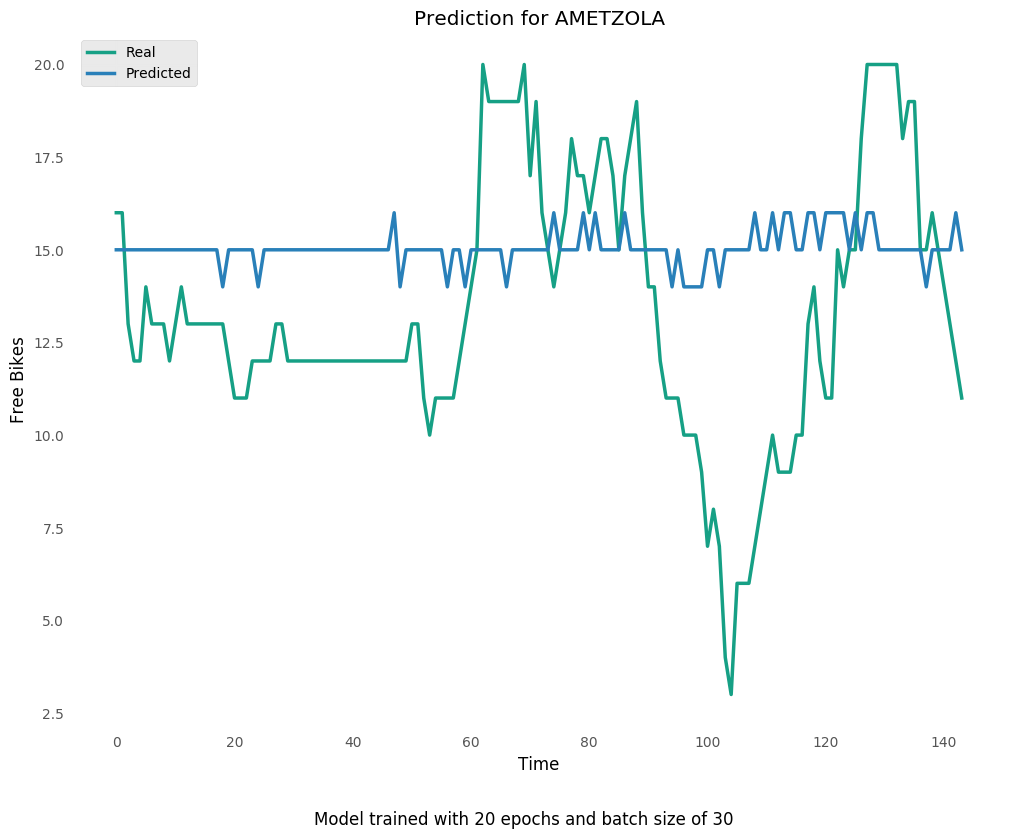 Prediction for AMETZOLA
Real
Predicted
20.0
17.5
15.0
12.5
10.0
7.5
5.0
2.5
Free Bikes
0 20 40 60 80 100 120 140
Time
Model trained with 20 epochs and batch size of 30